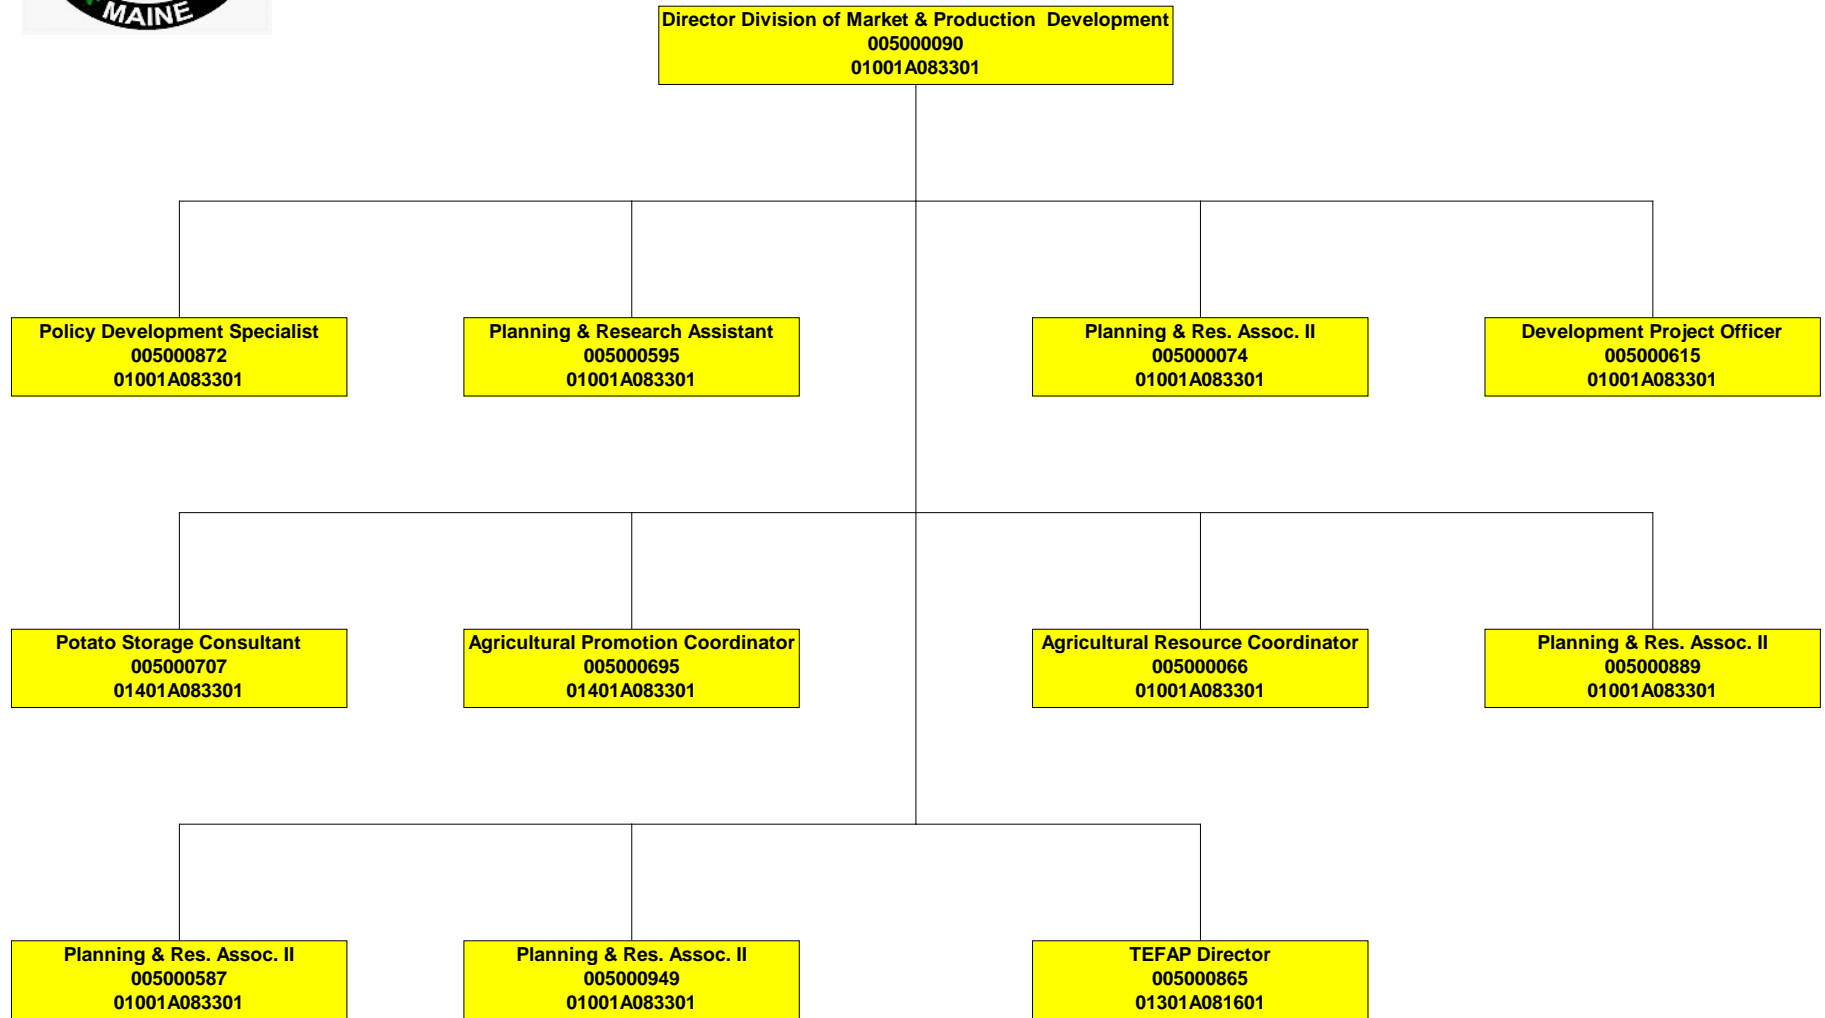 MAINE
Director Division of Market & Production Development
005000090
01001A083301
Policy Development Specialist
005000872
01001A083301
Planning & Research Assistant
005000595
01001A083301
Planning & Res. Assoc. II
005000074
01001A083301
Development Project Officer
005000615
01001A083301
Potato Storage Consultant
005000707
01401A083301
Agricultural Promotion Coordinator
005000695
01401A083301
Agricultural Resource Coordinator
005000066
01001A083301
Planning & Res. Assoc. II
005000889
01001A083301
Planning & Res. Assoc. II
005000587
01001A083301
Planning & Res. Assoc. II
005000949
01001A083301
TEFAP Director
005000865
01301A081601